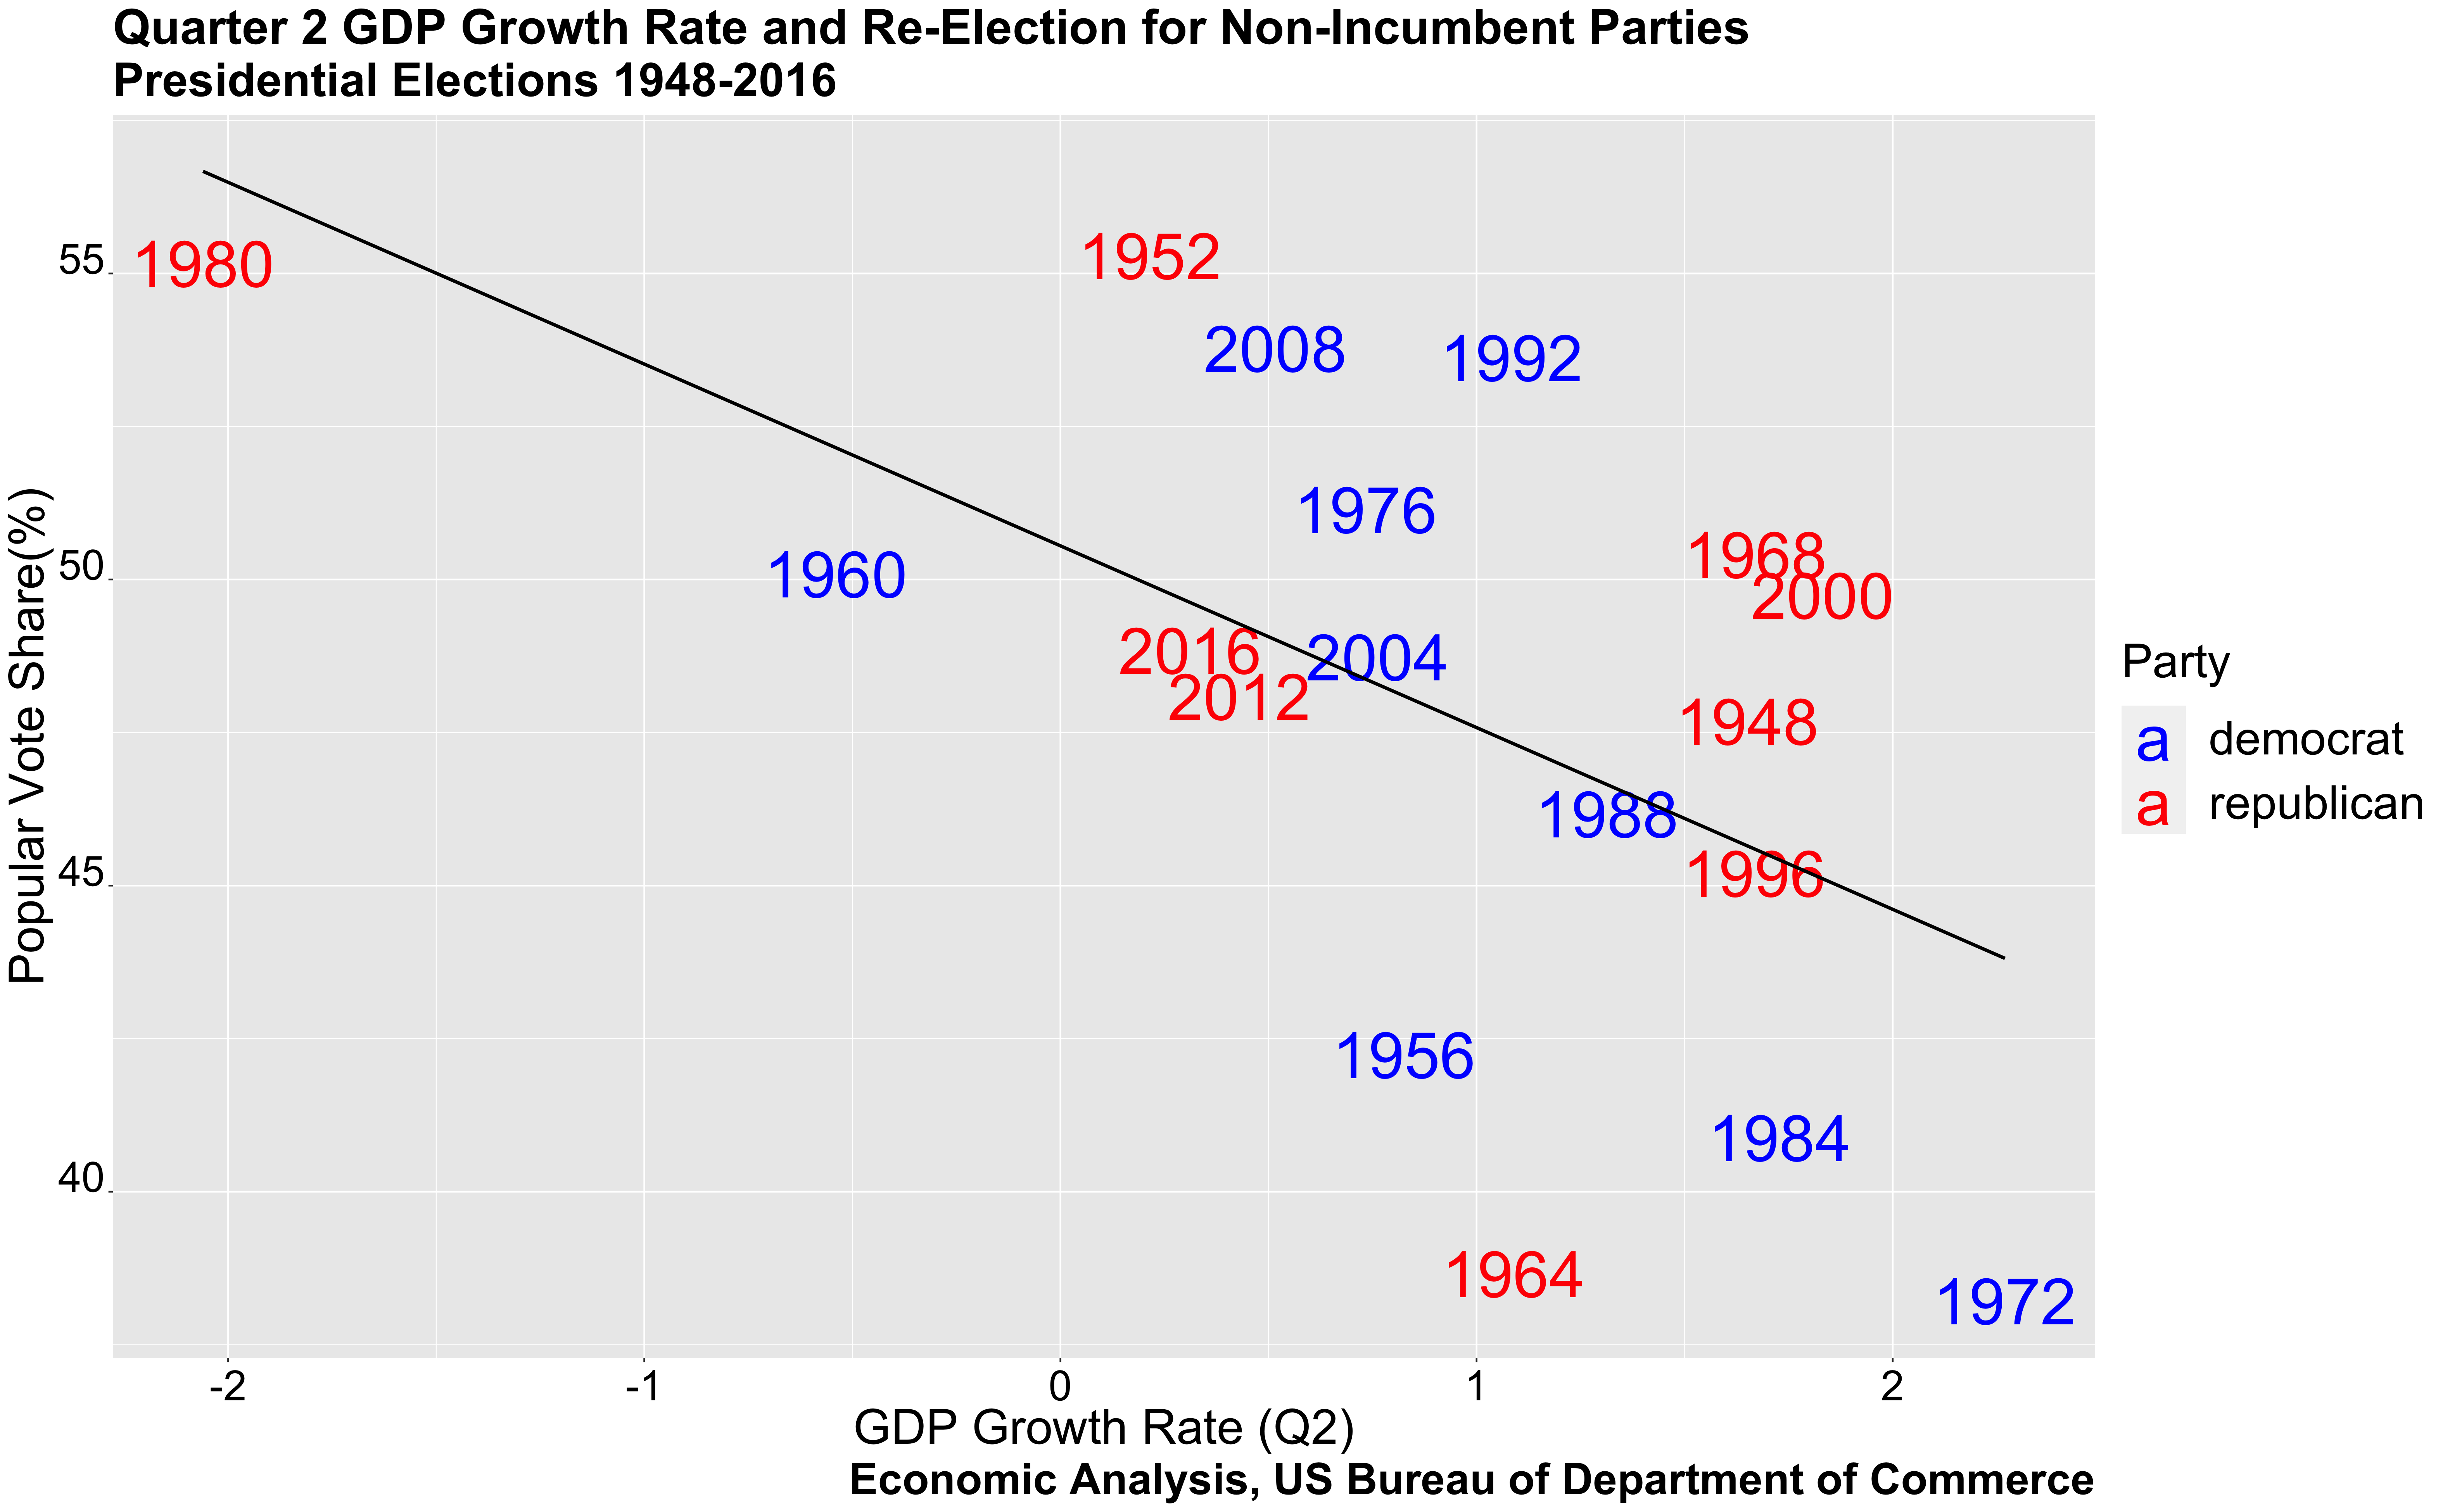 Quarter 2 GDP Growth Rate and Re-Election for Non-Incumbent Parties
Presidential Elections 1948-2016
Popular Vote Share(%)
55
50
45
40
1980
1952
2008
1992
1976
1960
1968
2000
2016
2004
2012
1948
1988
1996
1956
1984
1964
1972
Party
a democrat
a republican
-2 -1 0 1 2
GDP Growth Rate (Q2)
Economic Analysis, US Bureau of Department of Commerce